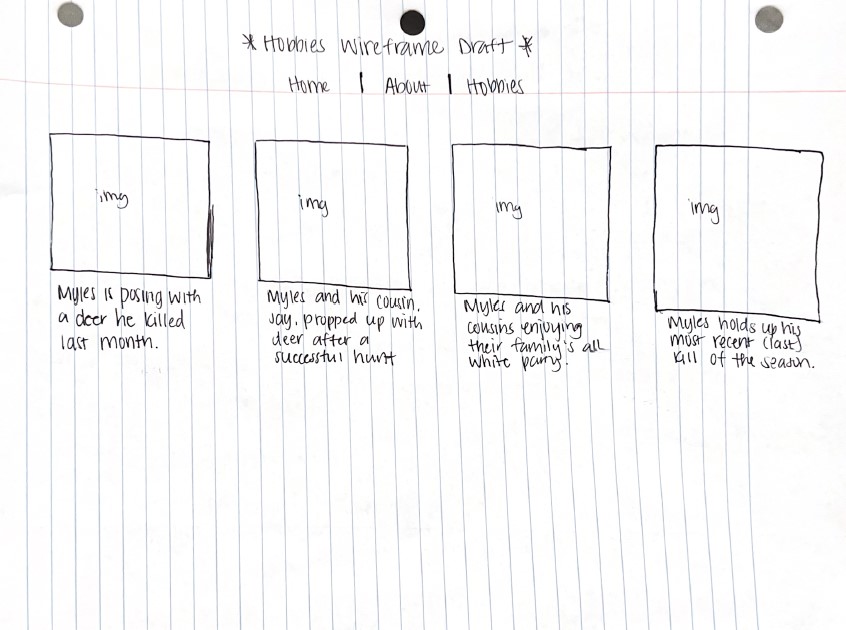 * Hobbies Wireframe Draft *
Home | About | Hobbies
img
Myles is posing with
a deer he killed
last month.
img
Myles and his cousin,
Jay, propped up with
deer after a
successful hunt
img
Myles and his
cousins enjoying
their family's all
white party.
img
Myles holds up his
most recent (last)
kill of the season.